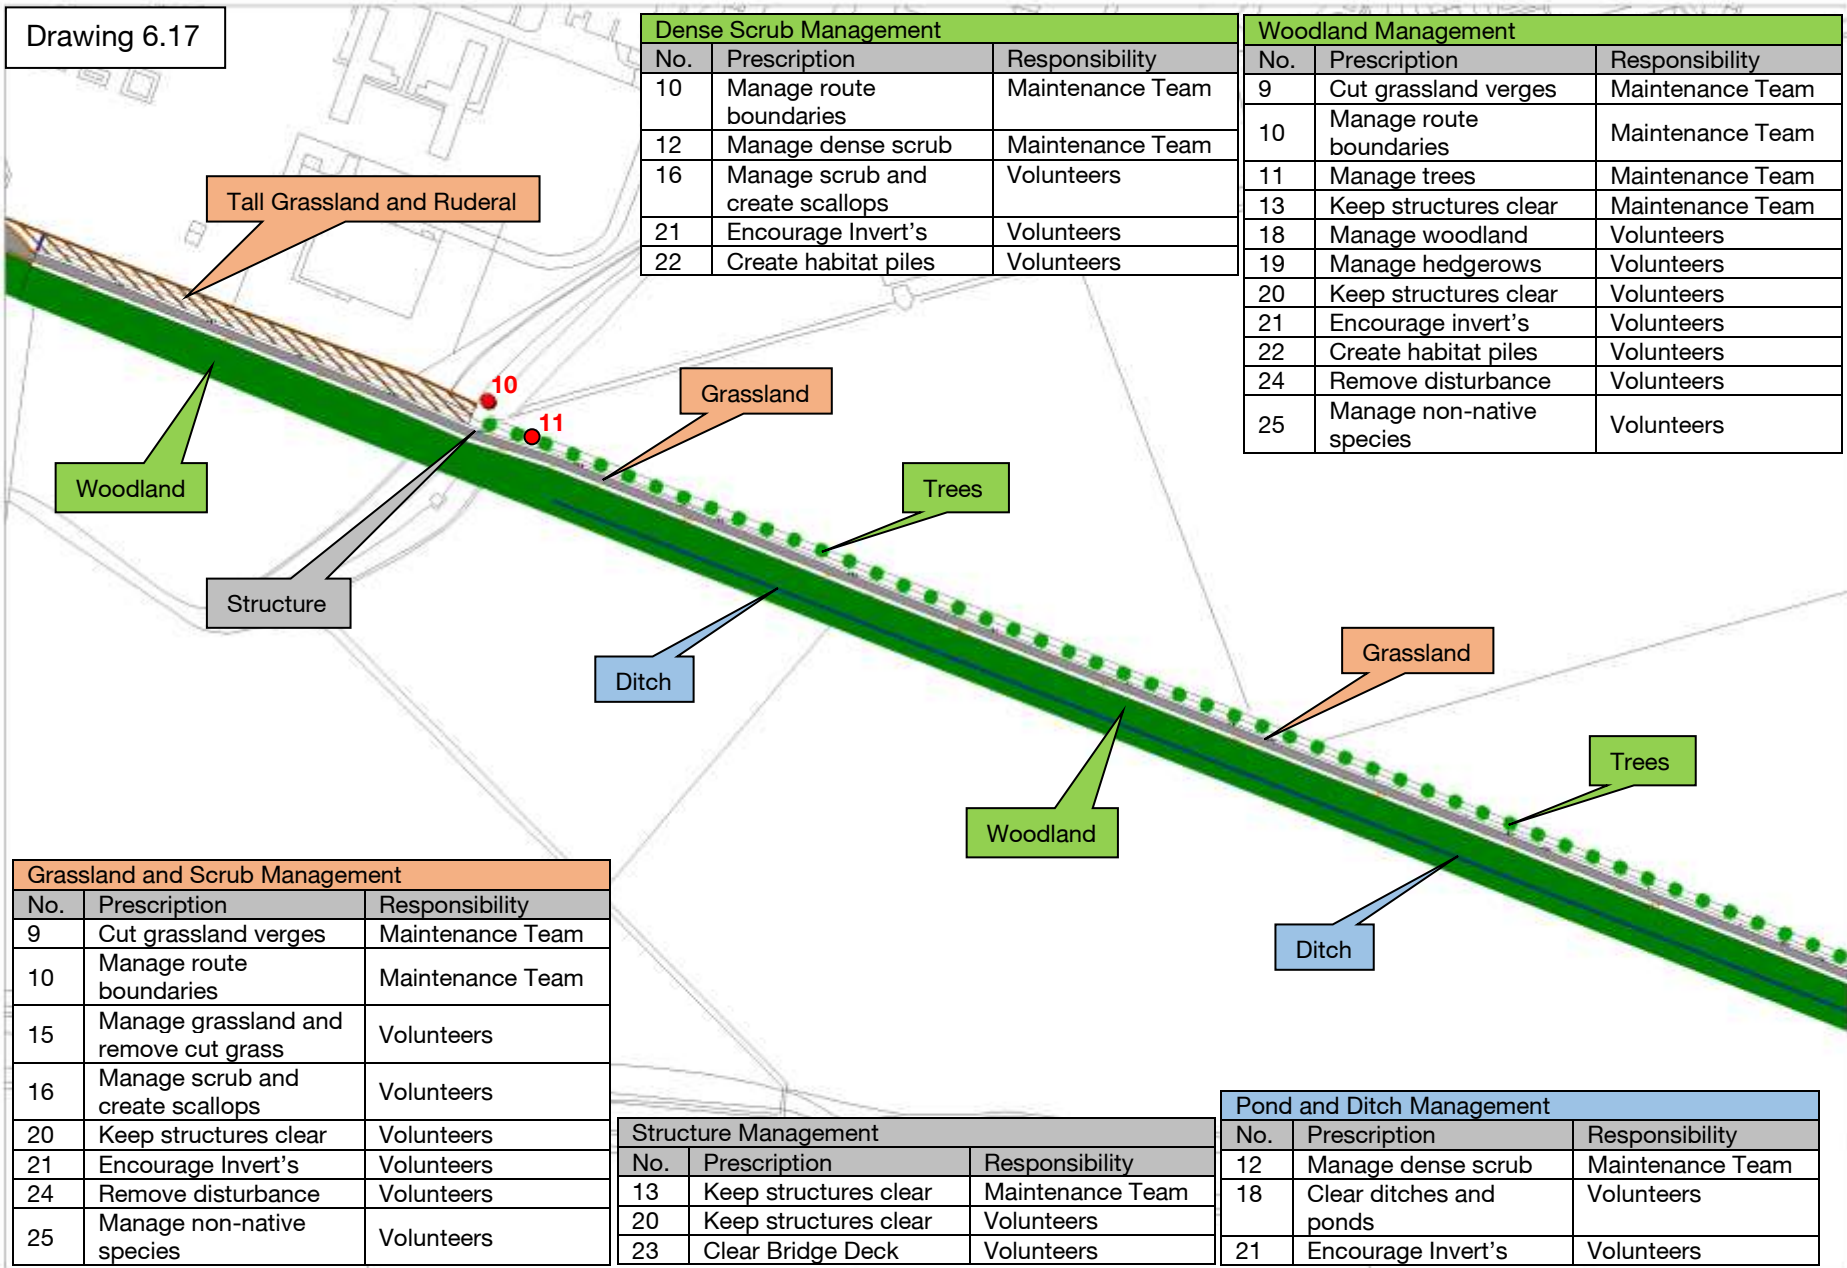 Drawing 6.17
Dense Scrub Management
No. Prescription Responsibility
10 Manage route Maintenance Team
boundaries
12 Manage dense scrub Maintenance Team
16 Manage scrub and Volunteers
create scallops
21 Encourage Invert's Volunteers
22 Create habitat piles Volunteers
Woodland Management
No. Prescription Responsibility
9 Cut grassland verges Maintenance Team
10 Manage route
boundaries Maintenance Team
11 Manage trees Maintenance Team
13 Keep structures clear Maintenance Team
18 Manage woodland Volunteers
19 Manage hedgerows Volunteers
20 Keep structures clear Volunteers
21 Encourage invert's Volunteers
22 Create habitat piles Volunteers
24 Remove disturbance Volunteers
25 Manage non-native
species Volunteers
Tall Grassland and Ruderal
10
11
Grassland
Woodland
Trees
Structure
Ditch
Grassland
Trees
Woodland
Ditch
Grassland and Scrub Management
No. Prescription Responsibility
9 Cut grassland verges Maintenance Team
10 Manage route
boundaries Maintenance Team
15 Manage grassland and
remove cut grass Volunteers
16 Manage scrub and
create scallops Volunteers
20 Keep structures clear Volunteers
21 Encourage Invert's Volunteers
24 Remove disturbance Volunteers
25 Manage non-native
species Volunteers
Structure Management
No. Prescription Responsibility
13 Keep structures clear Maintenance Team
20 Keep structures clear Volunteers
23 Clear Bridge Deck Volunteers
Pond and Ditch Management
No. Prescription Responsibility
12 Manage dense scrub Maintenance Team
18 Clear ditches and Volunteers
ponds
21 Encourage Invert's Volunteers